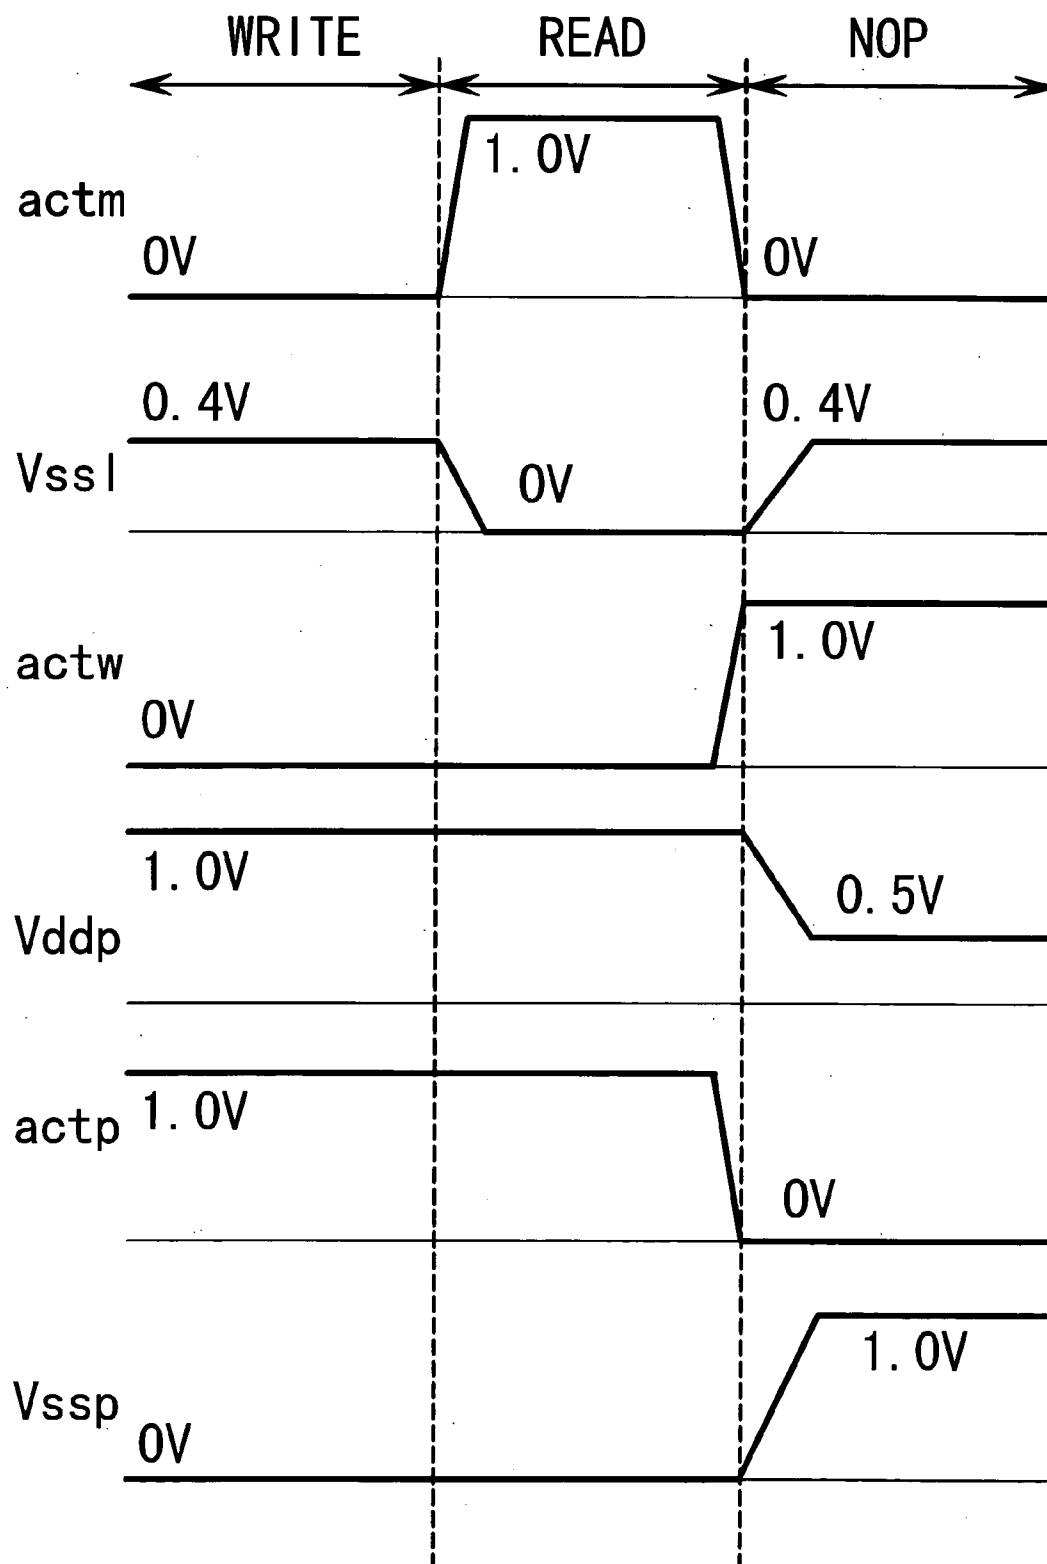 WRITE READ NOP
1.0V
actm
0V 0V
0.4V 0.4V
Vssl
0V
1.0V
actw
0V
1.0V
0.5V
Vddp
1.0V
actp
0V
1.0V
Vssp
0V